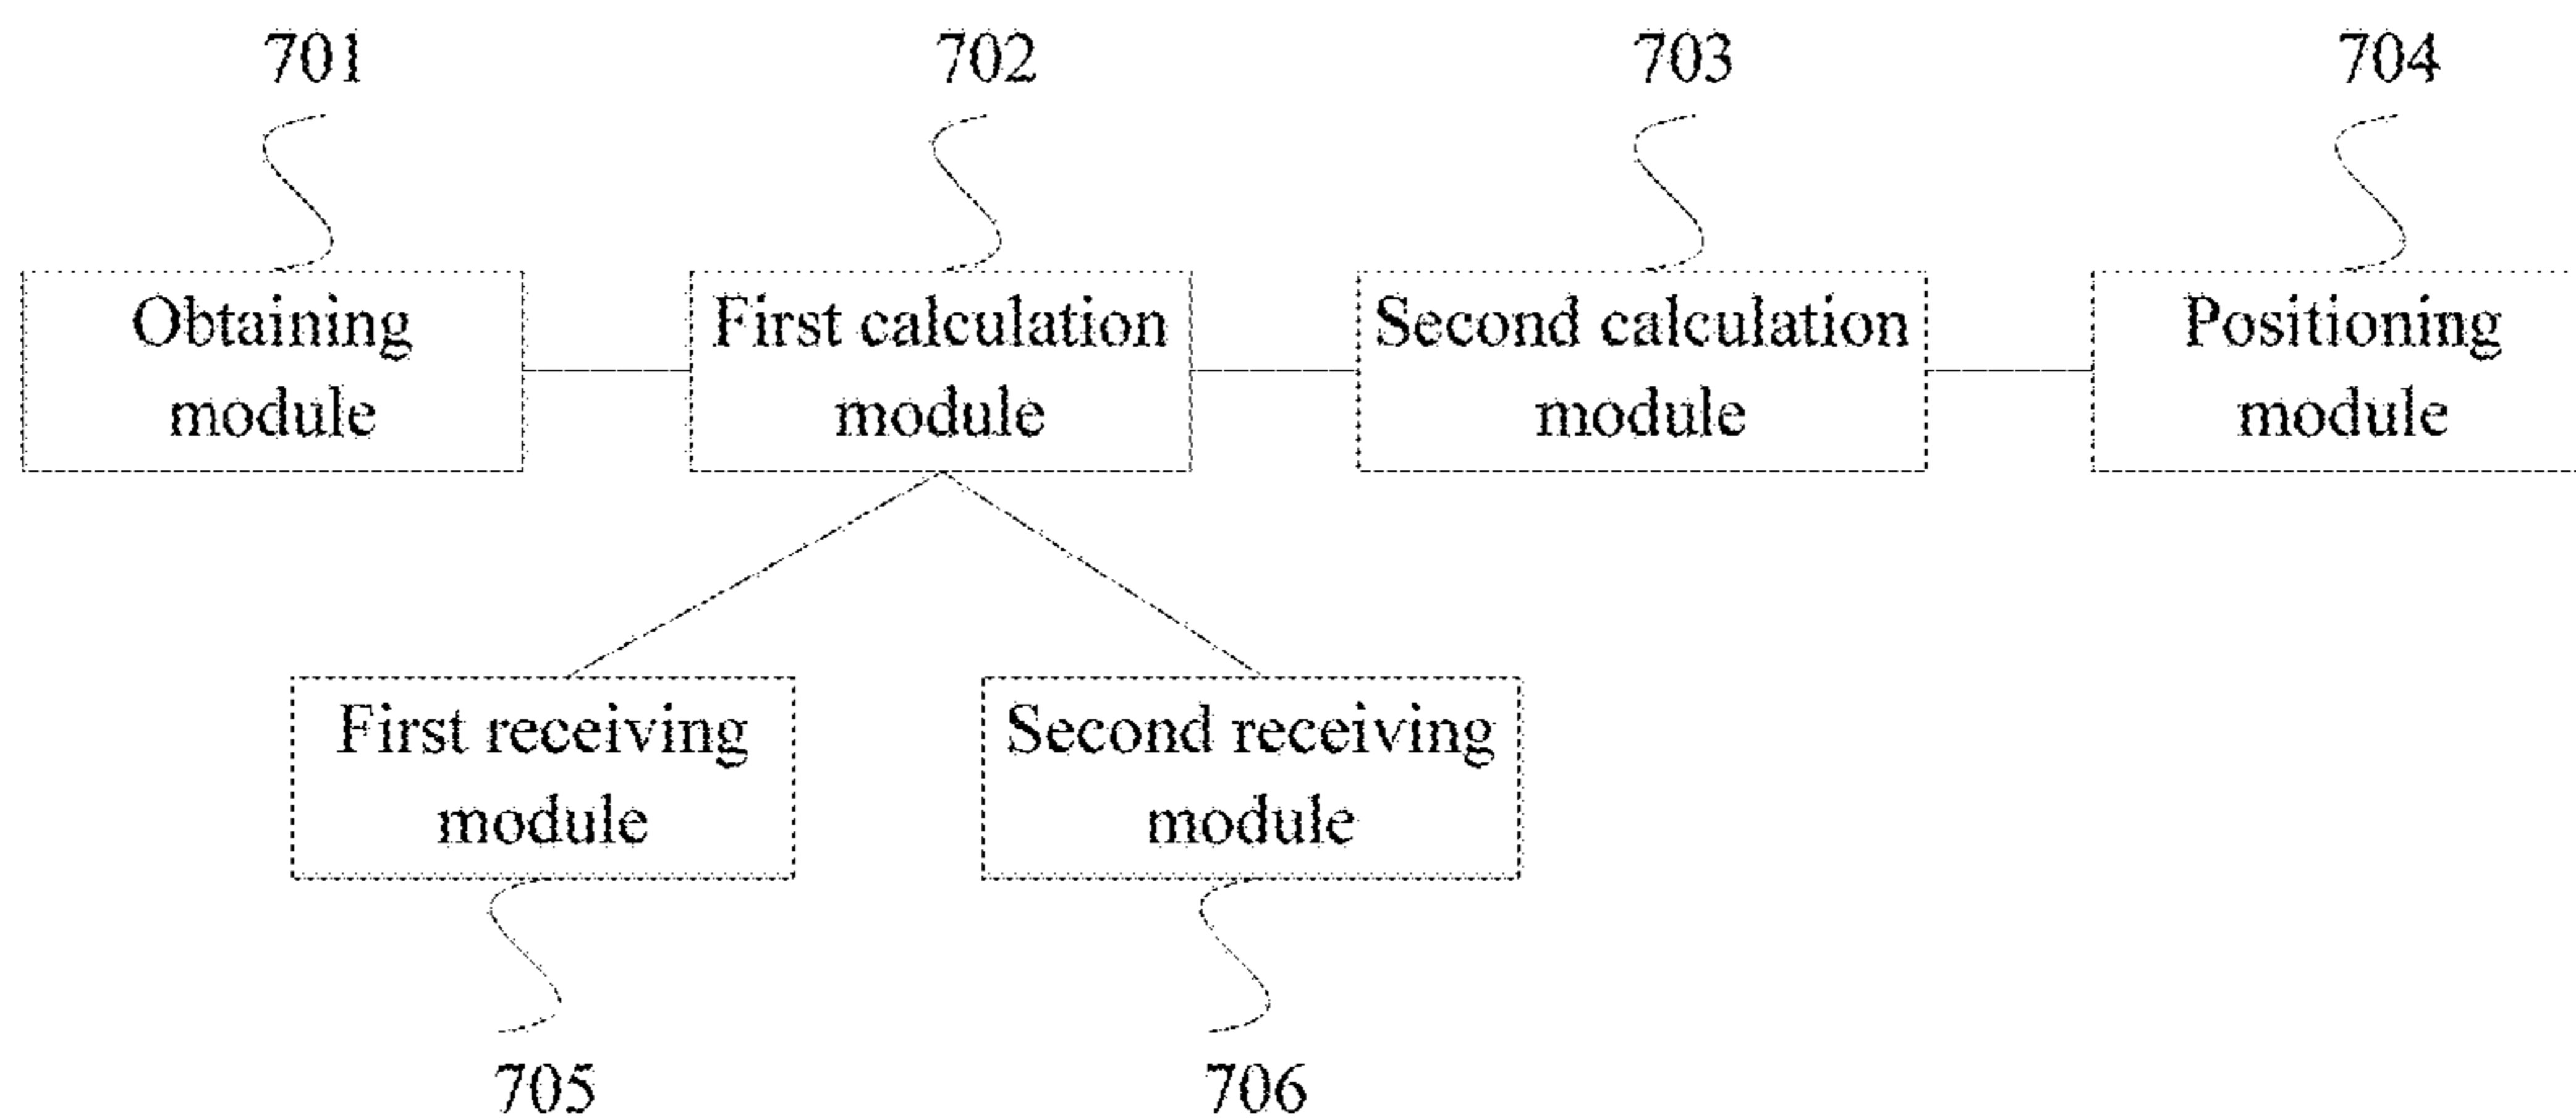 701
702
703
704
Obtaining
module
First calculation
module
Second calculation
module
Positioning
module
First receiving
module
Second receiving
module
705
706